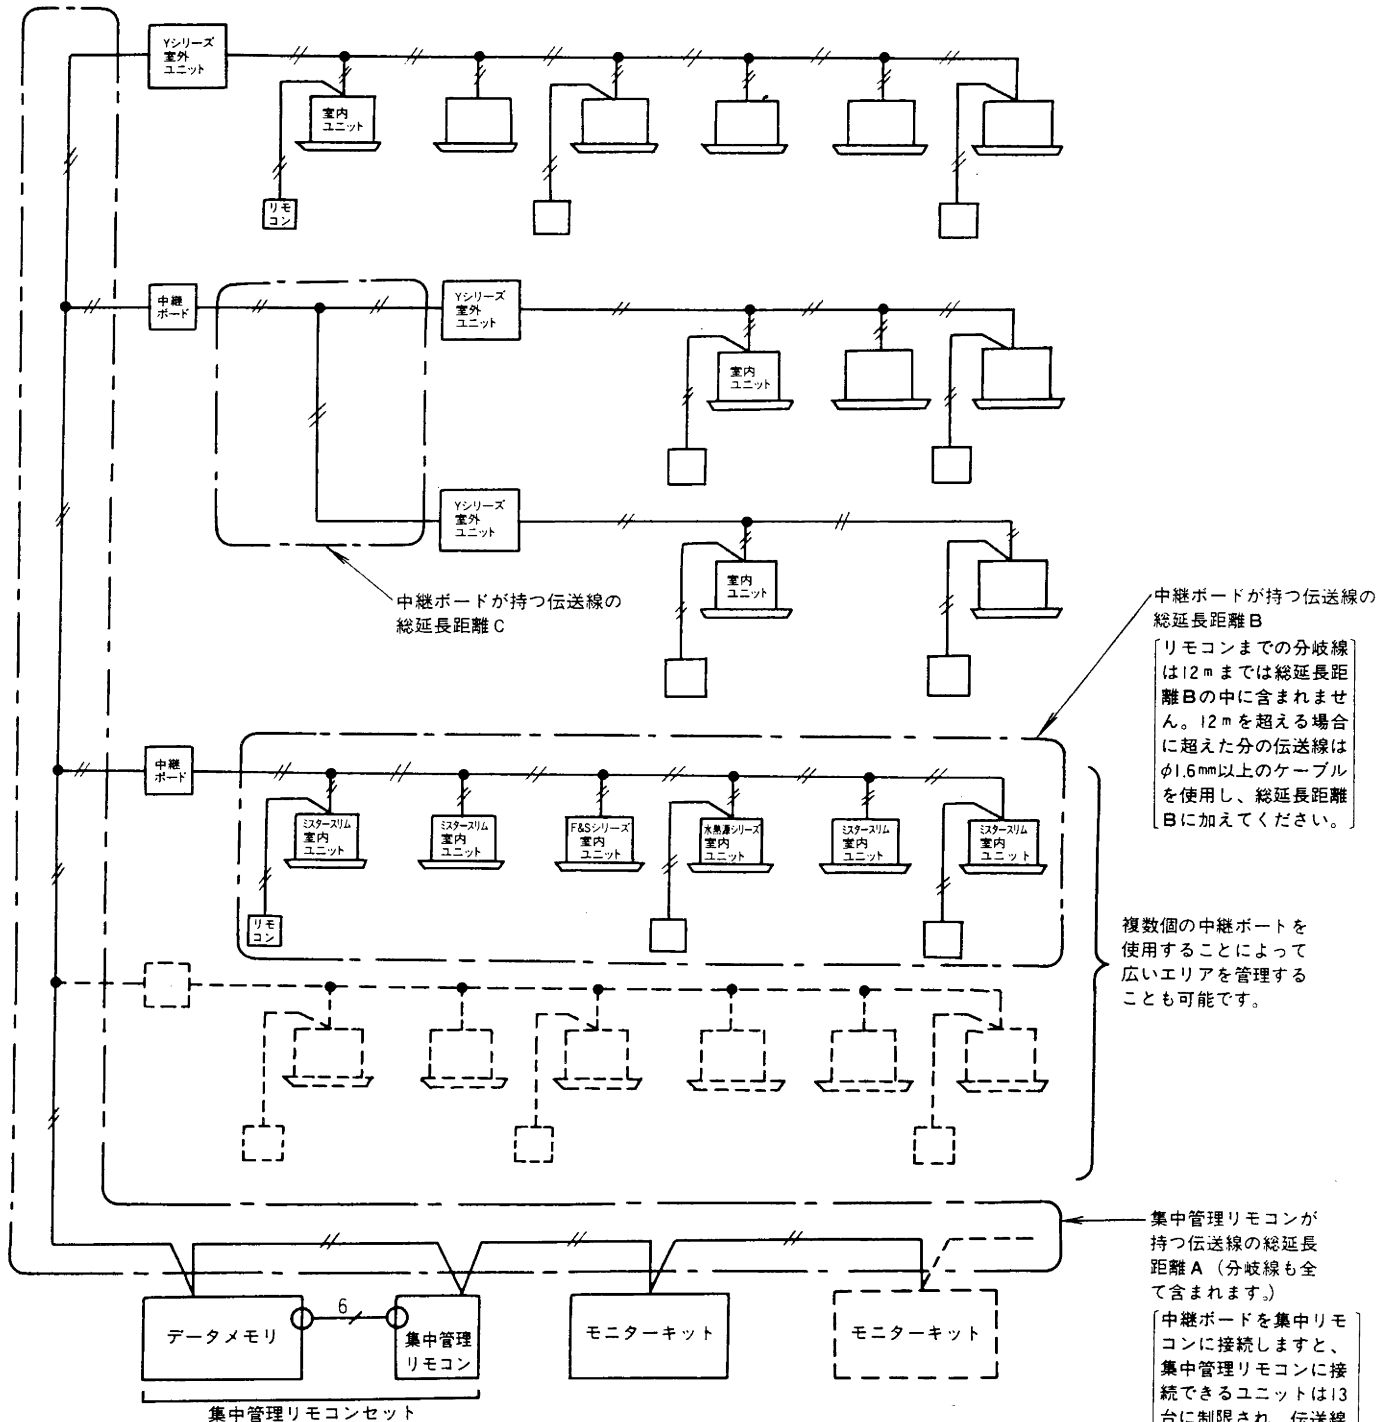 Yシリーズ
室外
ユニット
室内
ユニット
リモ
コン
中継
ボード
Yシリーズ
室外
ユニット
室内
ユニット
Yシリーズ
室外
ユニット
室内
ユニット
中継ボードが持つ伝送線の
総延長距離C
中継ボードが持つ伝送線の
総延長距離B
リモコンまでの分岐線
は12mまでは総延長距
離Bの中に含まれませ
ん。12mを超える場合
に超えた分の伝送線は
φ1.6mm以上のケーブル
を使用し、総延長距離
Bに加えてください。
中継
ボード
ミスタースリム
室内
ユニット
ミスタースリム
室内
ユニット
F&Sシリーズ
室内
ユニット
水熱源シリーズ
室内
ユニット
ミスタースリム
室内
ユニット
ミスタースリム
室内
ユニット
リモ
コン
複数個の中継ボートを
使用することによって
広いエリアを管理する
ことも可能です。
集中管理リモコンが
持つ伝送線の総延長
距離A（分岐線も全
て含まれます。）
中継ボードを集中リモ
コンに接続しますと、
集中管理リモコンに接
続できるユニットは13
台に制限され、伝送線
データメモリ
6
集中管理
リモコン
モニターキット
モニターキット
集中管理リモコンセット